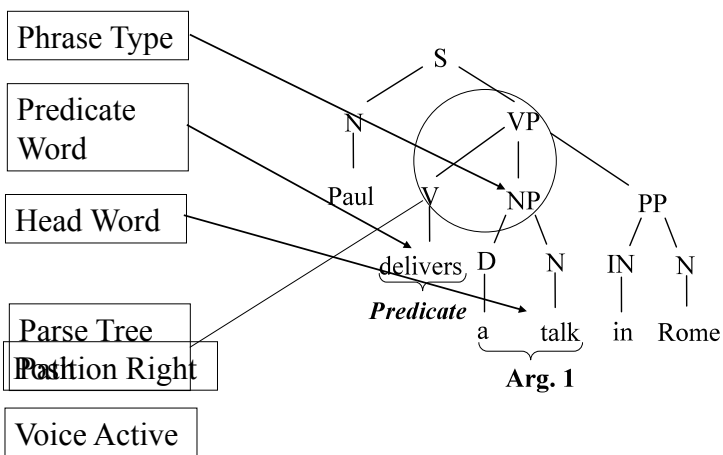 Phrase Type
Predicate
Word
Head Word
Parse Tree
Path
Position Right
Voice Active
S
N VP
Paul V NP PP
delivers D N IN N
Predicate
a talk in Rome
Arg. 1